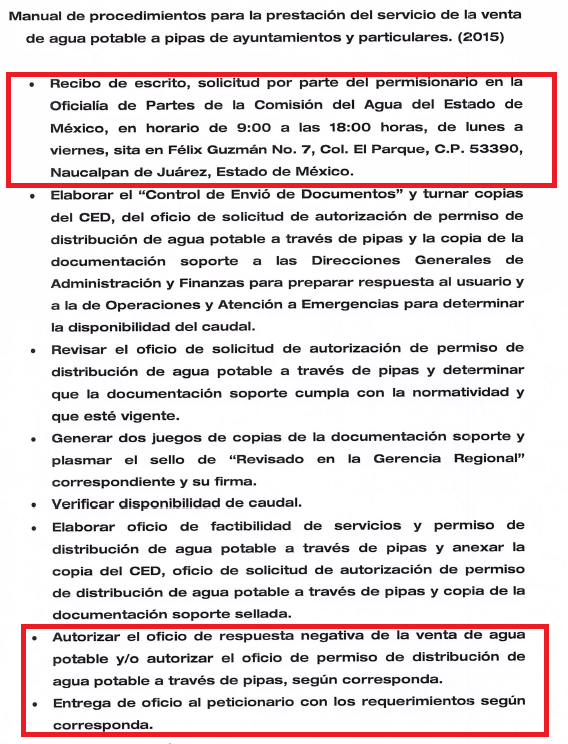 Manual de procedimientos para la prestación del servicio de la venta
de agua potable a pipas de ayuntamientos y particulares. (2015)
• Recibo de escrito, solicitud por parte del permisionario en la
Oficialía de Partes de la Comisión del Agua del Estado de
México, en horario de 9:00 a las 18:00 horas, de lunes a
viernes, sita en Félix Guzmán No. 7, Col. El Parque, C.P. 53390,
Naucalpan de Juárez, Estado de México.
• Elaborar el “Control de Envió de Documentos” y turnar copias
del CED, del oficio de solicitud de autorización de permiso de
distribución de agua potable a través de pipas y la copia de la
documentación soporte a las Direcciones Generales de
Administración y Finanzas para preparar respuesta al usuario y
a la de Operaciones y Atención a Emergencias para determinar
la disponibilidad del caudal.
• Revisar el oficio de solicitud de autorización de permiso de
distribución de agua potable a través de pipas y determinar
que la documentación soporte cumpla con la normatividad y
que esté vigente.
• Generar dos juegos de copias de la documentación soporte y
plasmar el sello de “Revisado en la Gerencia Regional”
correspondiente y su firma.
• Verificar disponibilidad de caudal.
• Elaborar oficio de factibilidad de servicios y permiso de
distribución de agua potable a través de pipas y anexar la
copia del CED, oficio de solicitud de autorización de permiso
de distribución de agua potable a través de pipas y copia de la
documentación soporte sellada.
• Autorizar el oficio de respuesta negativa de la venta de agua
potable y/o autorizar el oficio de permiso de distribución de
agua potable a través de pipas, según corresponda.
• Entrega de oficio al peticionario con los requerimientos según
corresponda.